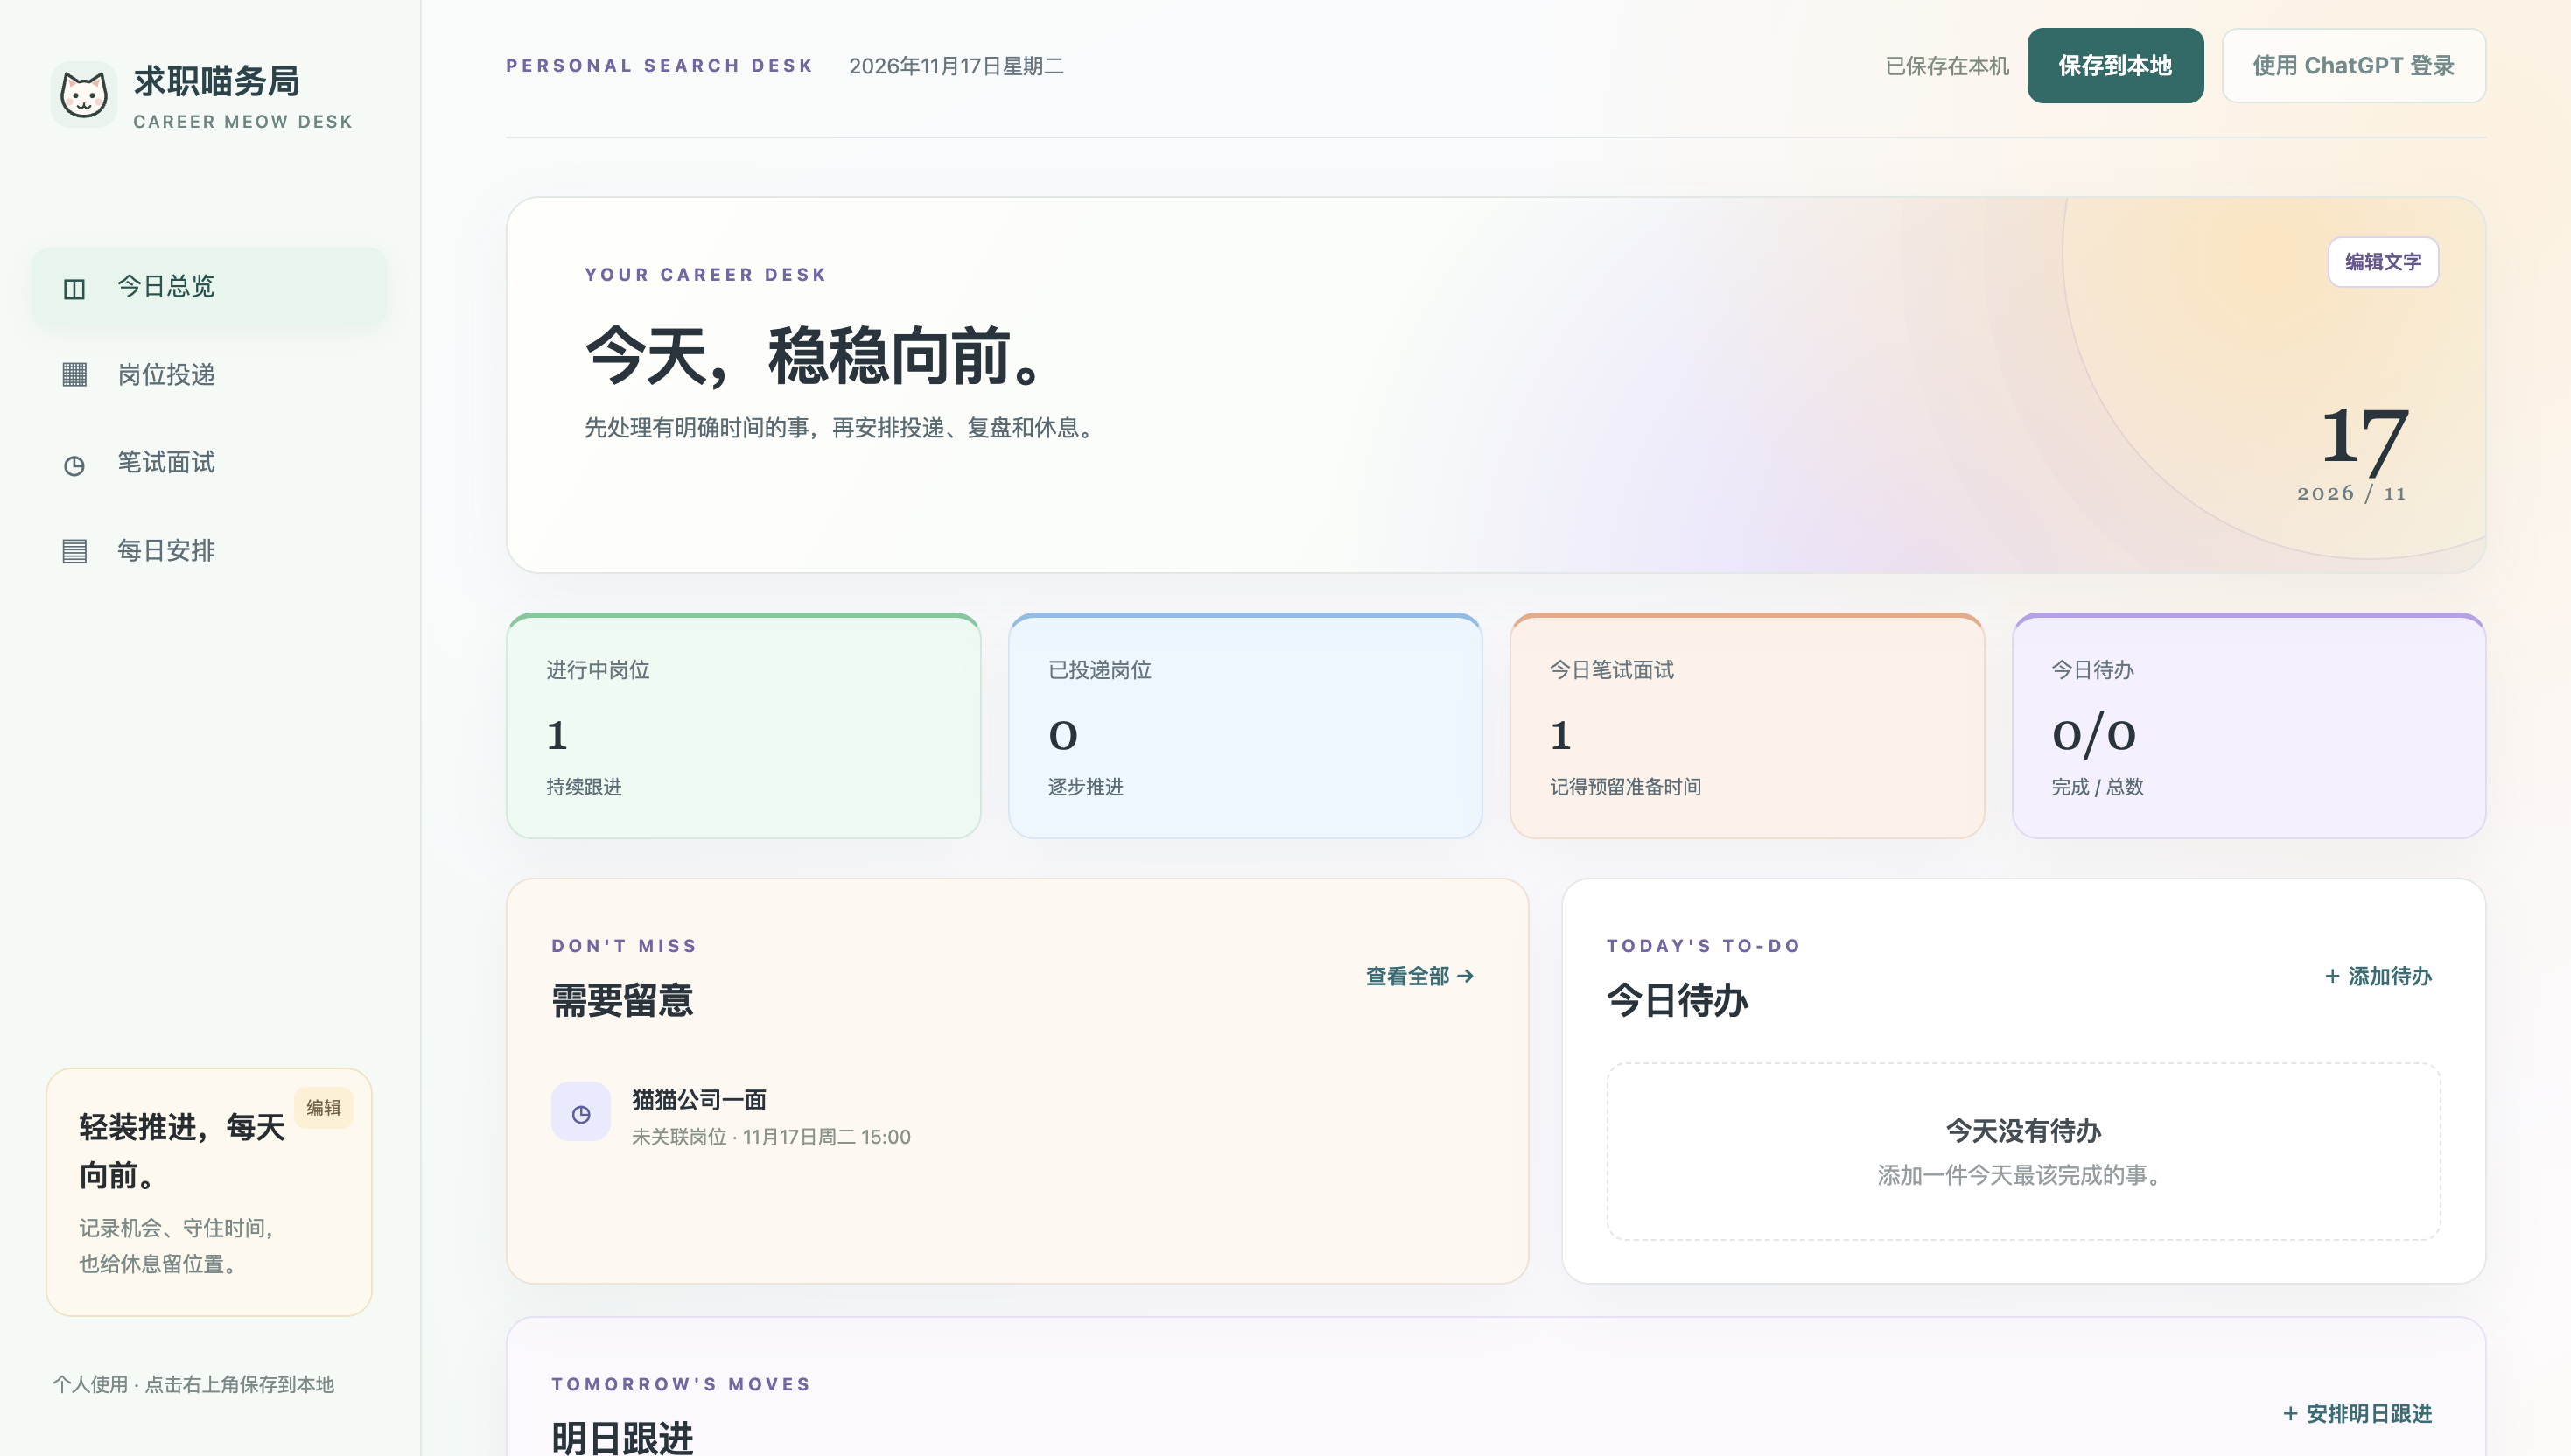 求职喵务局
CAREER MEOW DESK
今日总览
岗位投递
笔试面试
每日安排
轻装推进，每天
向前。
编辑
记录机会、守住时间，
也给休息留位置。
个人使用 · 点击右上角保存到本地
PERSONAL SEARCH DESK
2026年11月17日星期二
已保存在本机
保存到本地
使用 ChatGPT 登录
YOUR CAREER DESK
今天，稳稳向前。
先处理有明确时间的事，再安排投递、复盘和休息。
编辑文字
17
2026 / 11
进行中岗位
1
持续跟进
已投递岗位
0
逐步推进
今日笔试面试
1
记得预留准备时间
今日待办
0/0
完成 / 总数
DON'T MISS
需要留意
查看全部 →
猫猫公司一面
未关联岗位 · 11月17日周二 15:00
TODAY'S TO-DO
今日待办
+ 添加待办
今天没有待办
添加一件今天最该完成的事。
TOMORROW'S MOVES
明日跟进
+ 安排明日跟进